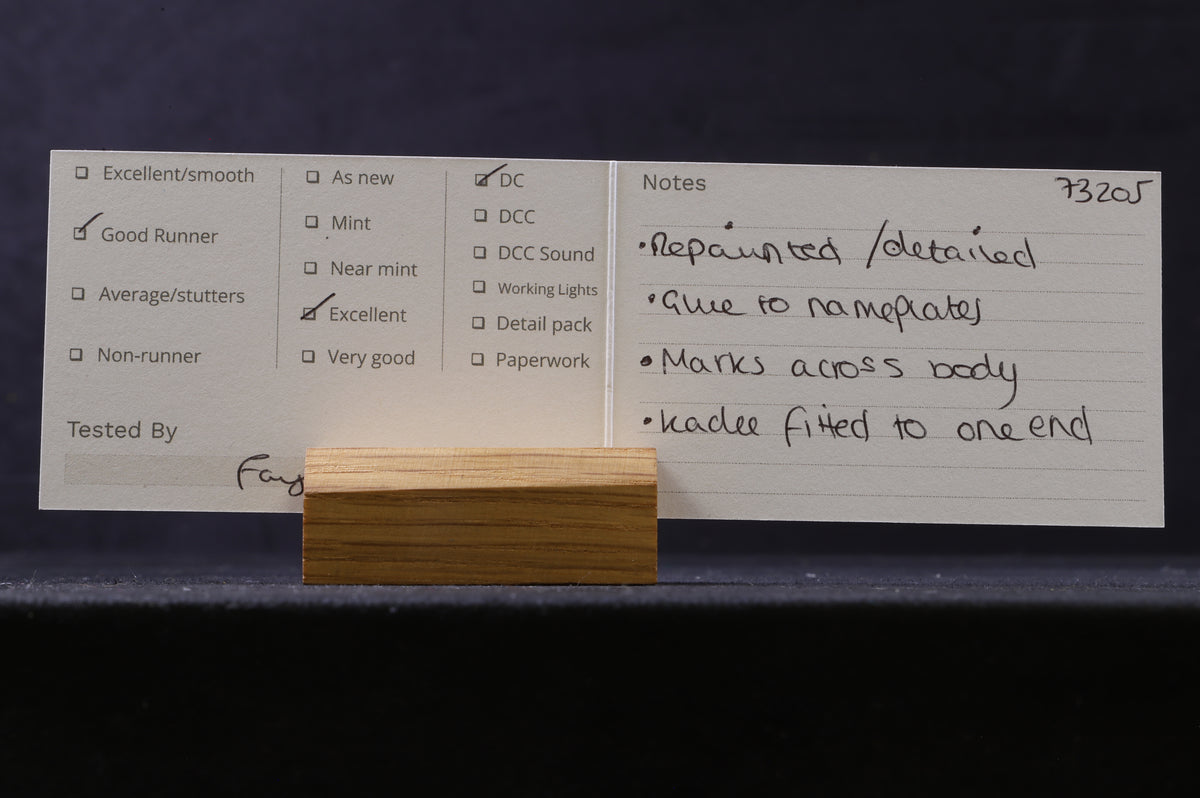 Excellent/smooth
Good Runner
Average/stutters
Non-runner
As new
Mint
Near mint
Excellent
Very good
DC
DCC
DCC Sound
Working Lights
Detail pack
Paperwork
Tested By
Fay
Notes
73205
•Repainted /detailed
•Glue to nameplates
•Marks across body
•Kadee fitted to one end